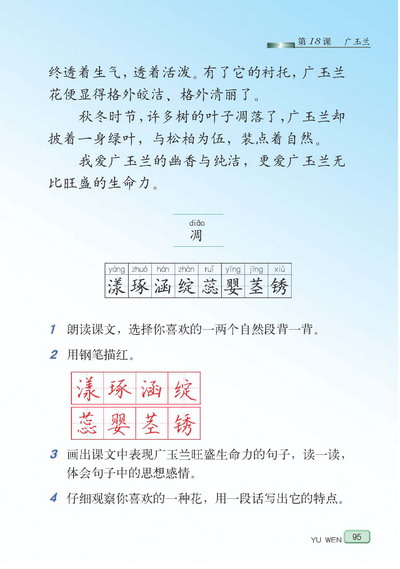 第18课 广玉兰
终透着生气，透着活泼。有了它的衬托，广玉兰
花便显得格外皎洁、格外清丽了。
秋冬时节，许多树的叶子凋落了，广玉兰却
披着一身绿叶，与松柏为伍，装点着自然。
我爱广玉兰的幽香与纯洁，更爱广玉兰无
比旺盛的生命力。
diāo
凋
yàng zhuó hán zhàn ruǐ yīng jīng xiù
漾琢涵绽蕊婴茎锈
1 朗读课文，选择你喜欢的一两个自然段背一背。
2 用钢笔描红。
漾琢涵绽
蕊婴茎锈
3 画出课文中表现广玉兰旺盛生命力的句子，读一读，
体会句子中的思想感情。
4 仔细观察你喜欢的一种花，用一段话写出它的特点。
YU WEN 95